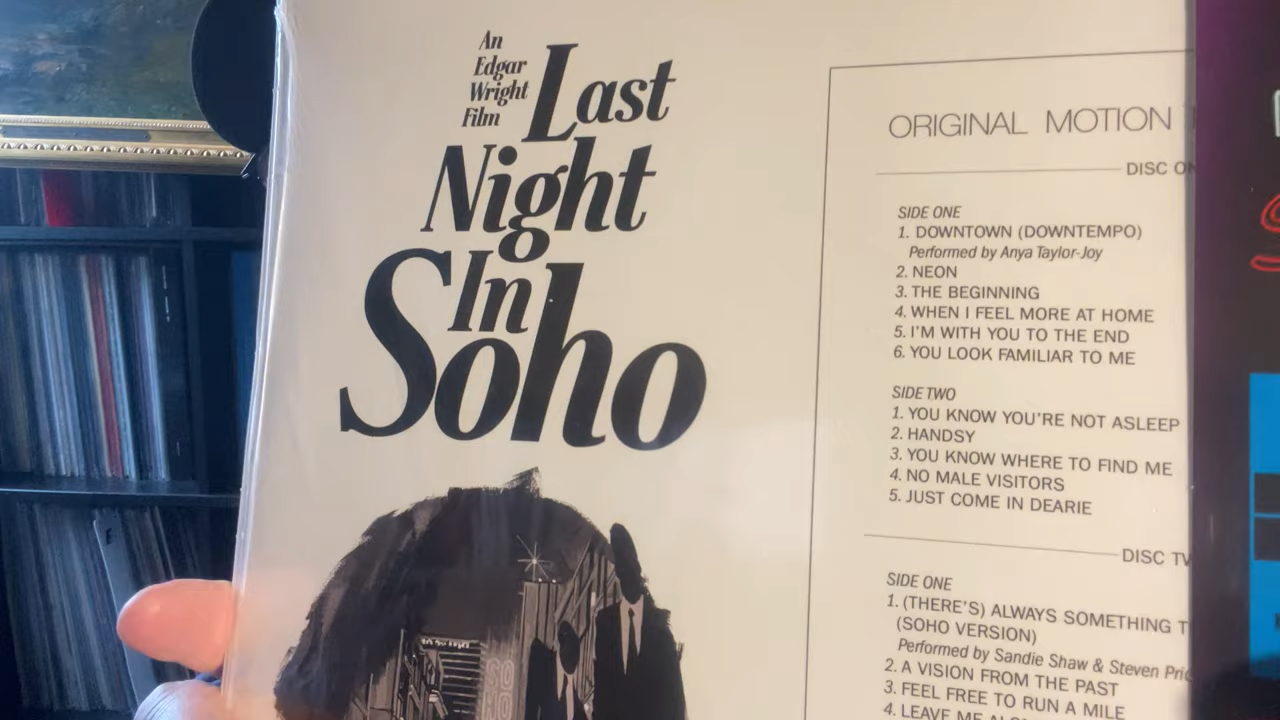 An
Edgar
Wright
Film
Last
Night
In
Soho
ORIGINAL MOTION
DISC
SIDE ONE
1. DOWNTOWN (DOWNTEMPO)
Performed by Anya Taylor-Joy
2. NEON
3. THE BEGINNING
4. WHEN I FEEL MORE AT HOME
5. I'M WITH YOU TO THE END
6. YOU LOOK FAMILIAR TO ME
SIDE TWO
1. YOU KNOW YOU'RE NOT ASLEEP
2. HANDSY
3. YOU KNOW WHERE TO FIND ME
4. NO MALE VISITORS
5. JUST COME IN DEARIE
DISC
SIDE ONE
1. (THERE'S) ALWAYS SOMETHING
(SOHO VERSION)
Performed by Sandie Shaw & Steven
2. A VISION FROM THE PAST
3. FEEL FREE TO RUN A MILE
4. LEAVE ME
SOHO